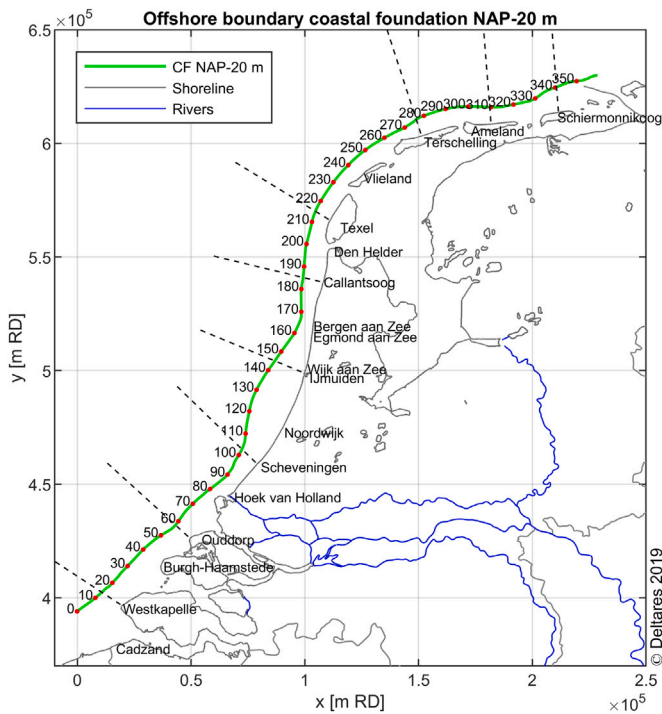 Offshore boundary coastal foundation NAP-20 m
×10⁵
6.5
6
5.5
5
4.5
4
y [m RD]
CF NAP-20 m
Shoreline
Rivers
350
340
330
320
310
300
290
280
270
260
250
240
230
220
210
200
190
180
170
160
150
140
130
120
110
100
90
80
70
60
50
40
30
20
10
0
Schiermonnikoog
Ameland
Terschelling
Vlieland
Texel
Den Helder
Callantsoog
Bergen aan Zee
Egmond aan Zee
Wijk aan Zee
IJmuiden
Noordwijk
Scheveningen
Hoek van Holland
Ouddorp
Burgh-Haamstede
Westkapelle
Cadzand
0
0.5
1
1.5
2
2.5
x [m RD]
×10⁵
© Deltares 2019